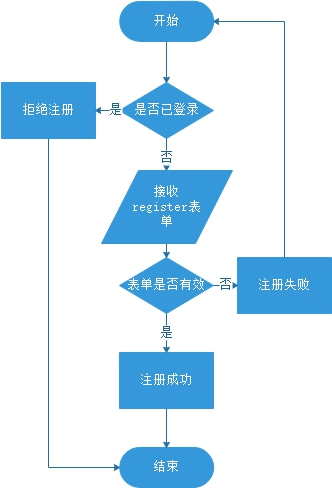 开始
是否已登录
是
拒绝注册
否
接收
register表
单
表单是否有效
否
注册失败
是
注册成功
结束